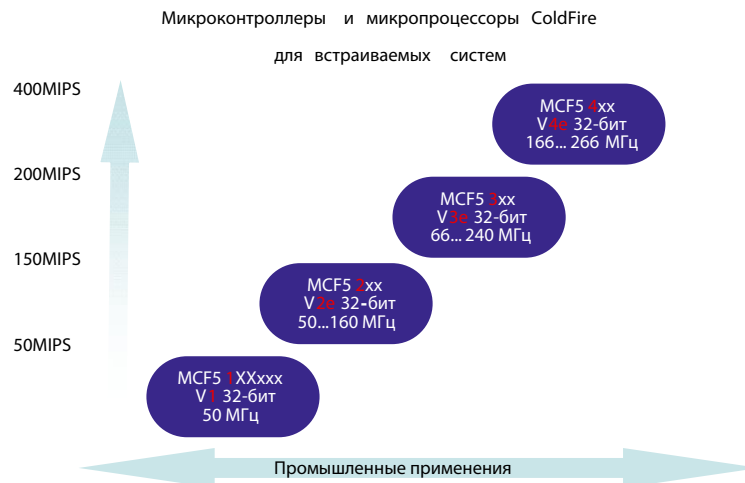 Микроконтроллеры и микропроцессоры ColdFire
для встраиваемых систем
400MIPS
MCF5 4xx
V4e 32-бит
166... 266 МГц
200MIPS
MCF5 3xx
V3e 32-бит
66... 240 МГц
150MIPS
MCF5 2xx
V2e 32-бит
50...160 МГц
50MIPS
MCF5 1XXxxx
V1 32-бит
50 МГц
Промышленные применения